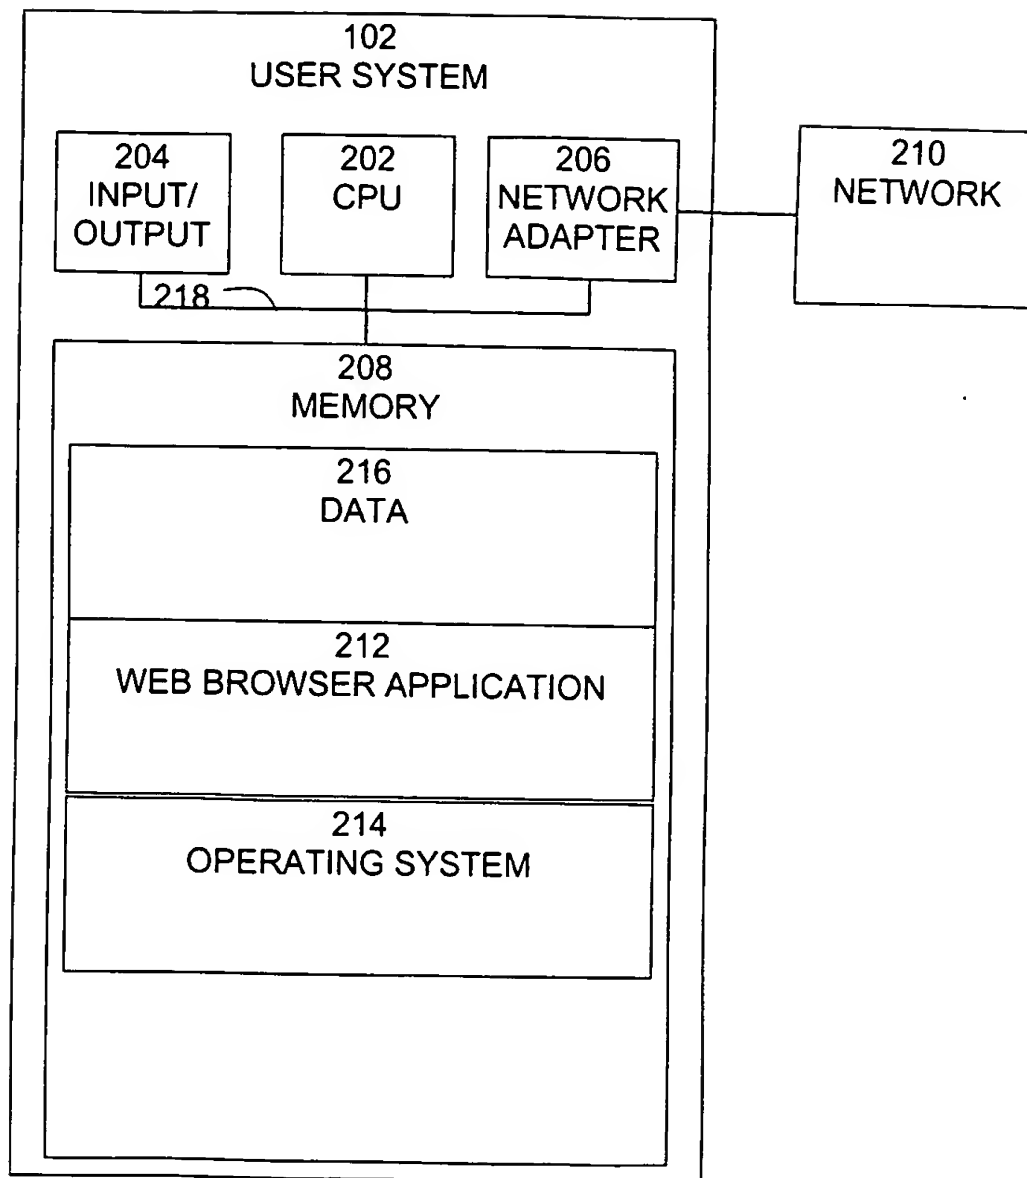 102
USER SYSTEM
204
INPUT/
OUTPUT
202
CPU
206
NETWORK
ADAPTER
210
NETWORK
218
208
MEMORY
216
DATA
212
WEB BROWSER APPLICATION
214
OPERATING SYSTEM